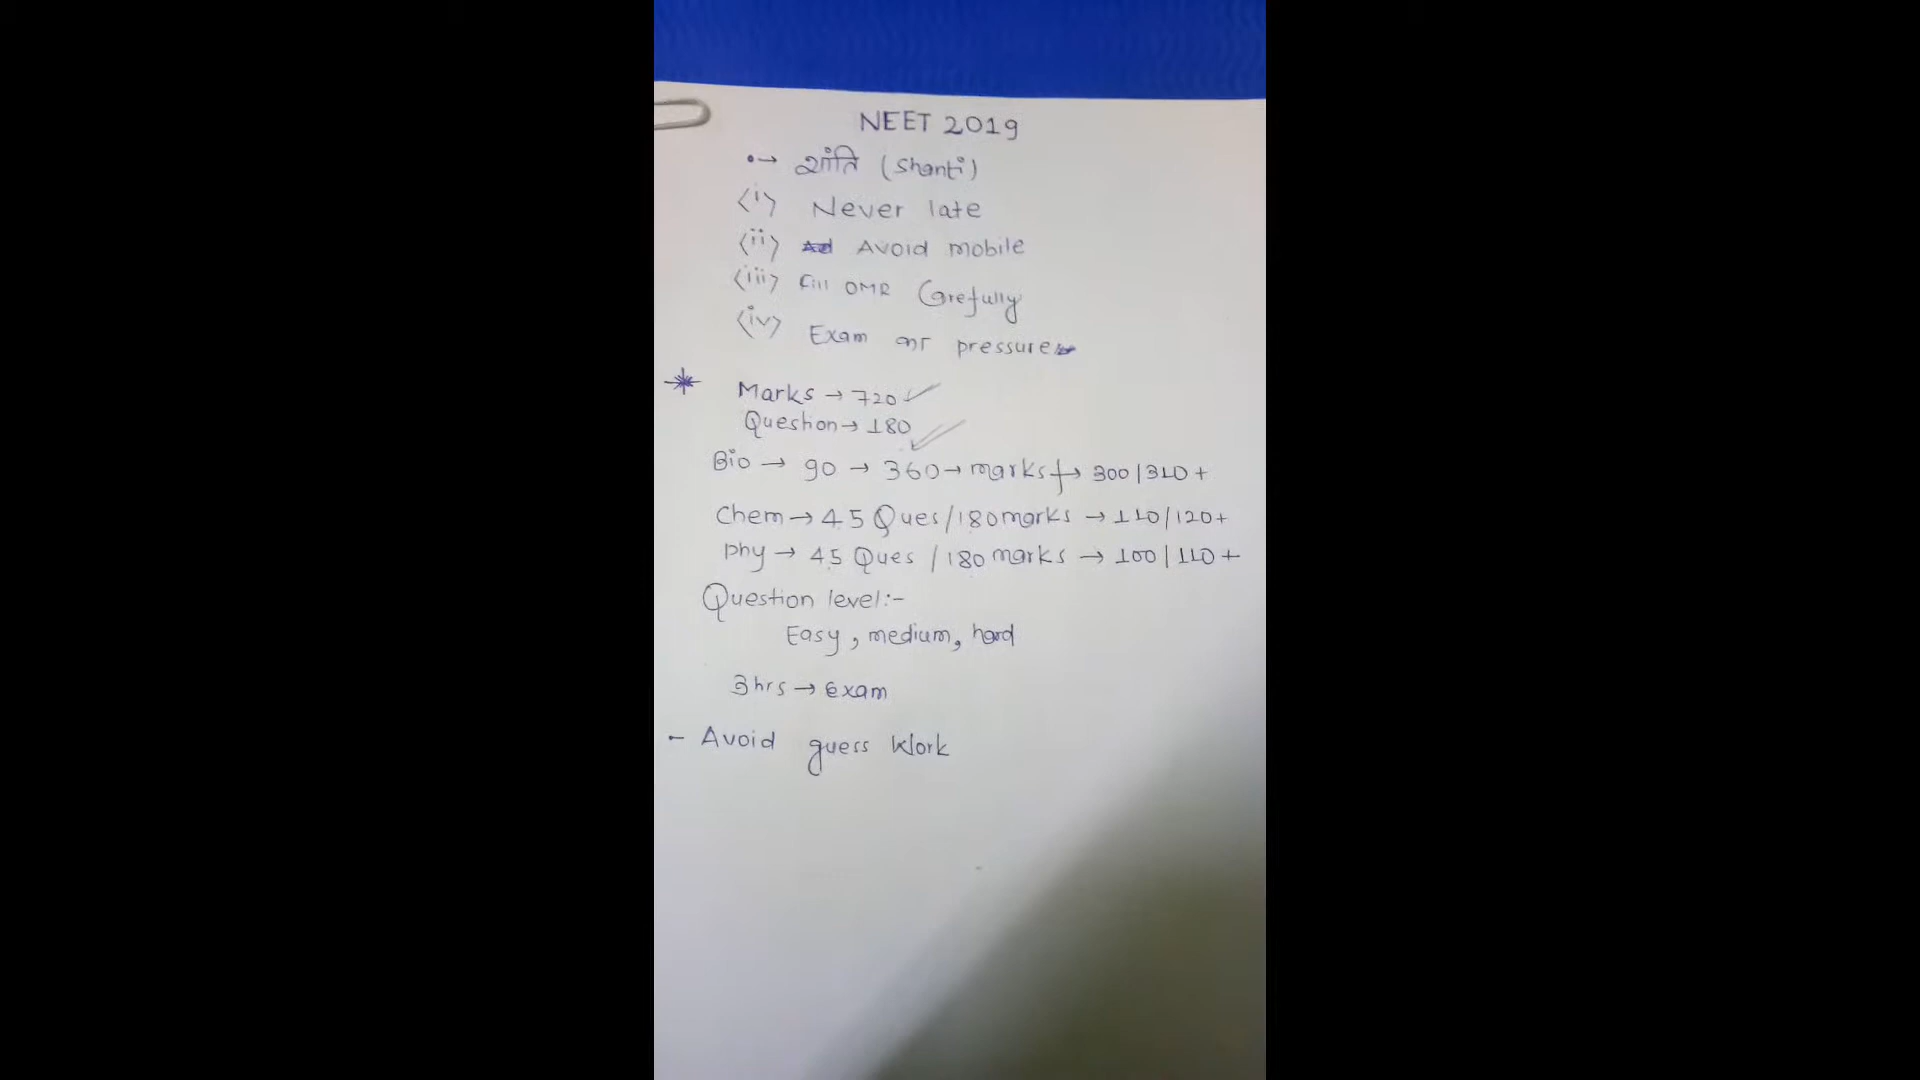 NEET 2019
•→ शांति (Shanti)
<i> Never late
<ii> Avoid mobile
<iii> Fill OMR Carefully
<iv> Exam का pressure
Marks → 720 ✓
Question → 180
Bio → 90 → 360 → marks → 300/310+
Chem → 45 Ques/180 marks → 110/120+
Phy → 45 Ques/180 marks → 100/110+
Question level:-
Easy, medium, hard
3hrs → exam
- Avoid guess Work